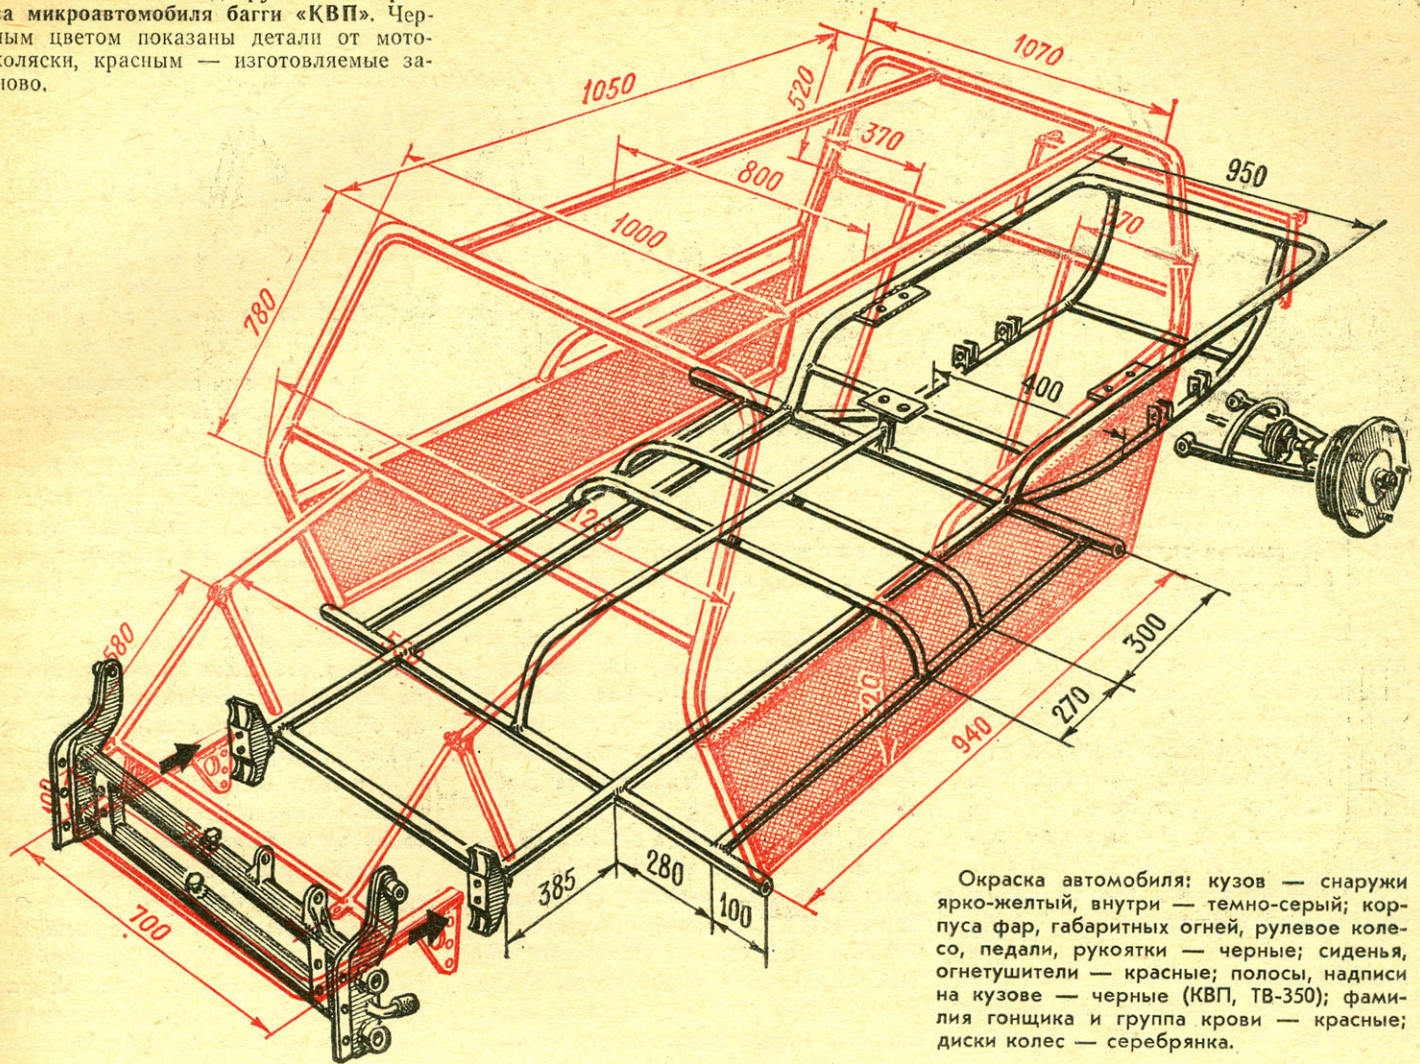 са микроавтомобиля багги «КВП». Чер-
ным цветом показаны детали от мото-
коляски, красным — изготовляемые за-
ново.
1070
1050
520
370
800
950
1000
370
780
400
1260
580
300
270
940
385
280
100
700
Окраска автомобиля: кузов — снаружи
ярко-желтый, внутри — темно-серый; кор-
пуса фар, габаритных огней, рулевое коле-
со, педали, рукоятки — черные; сиденья,
огнетушители — красные; полосы, надписи
на кузове — черные (КВП, ТВ-350); фами-
лия гонщика и группа крови — красные;
диски колес — серебрянка.